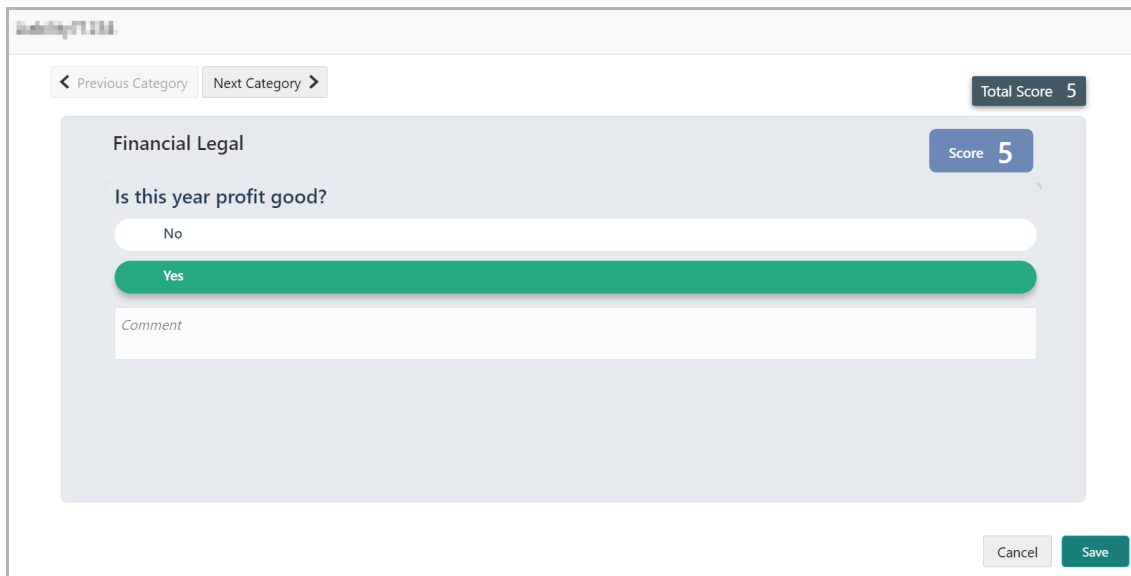 Previous Category Next Category
Total Score 5
Financial Legal
Score 5
Is this year profit good?
No
Yes
Comment
Cancel Save